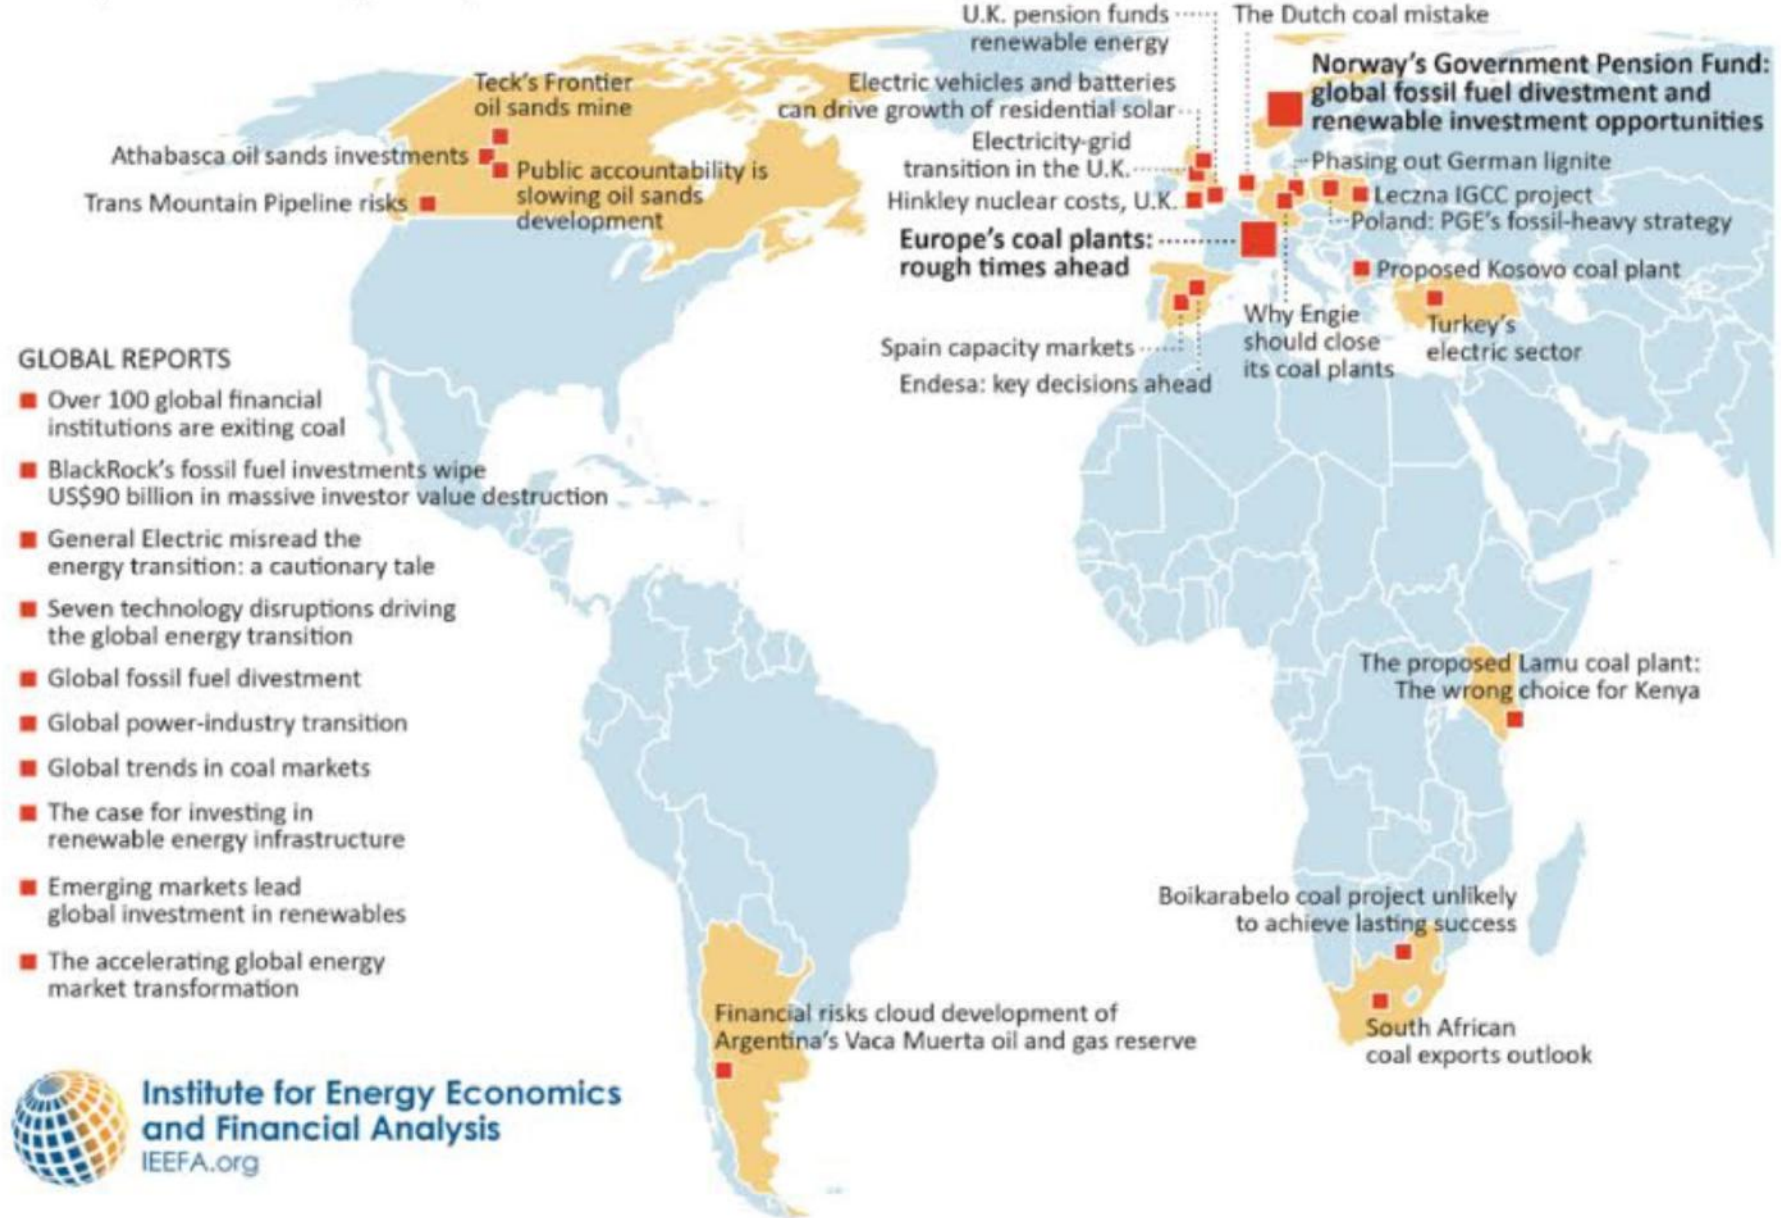 U.K. pension funds
renewable energy
The Dutch coal mistake
Norway's Government Pension Fund:
global fossil fuel divestment and
renewable investment opportunities
Teck's Frontier
oil sands mine
Electric vehicles and batteries
can drive growth of residential solar
Athabasca oil sands investments
Public accountability is
slowing oil sands
development
Trans Mountain Pipeline risks
Electricity-grid
transition in the U.K.
Hinkley nuclear costs, U.K.
Phasing out German lignite
Leczna IGCC project
Poland: PGE's fossil-heavy strategy
Europe's coal plants:
rough times ahead
Proposed Kosovo coal plant
Why Engie
should close
its coal plants
Turkey's
electric sector
Spain capacity markets
Endesa: key decisions ahead
GLOBAL REPORTS
Over 100 global financial
institutions are exiting coal
BlackRock's fossil fuel investments wipe
US$90 billion in massive investor value destruction
General Electric misread the
energy transition: a cautionary tale
Seven technology disruptions driving
the global energy transition
Global fossil fuel divestment
Global power-industry transition
Global trends in coal markets
The case for investing in
renewable energy infrastructure
Emerging markets lead
global investment in renewables
The accelerating global energy
market transformation
The proposed Lamu coal plant:
The wrong choice for Kenya
Boikarabelo coal project unlikely
to achieve lasting success
South African
coal exports outlook
Financial risks cloud development of
Argentina's Vaca Muerta oil and gas reserve
Institute for Energy Economics
and Financial Analysis
IEEFA.org